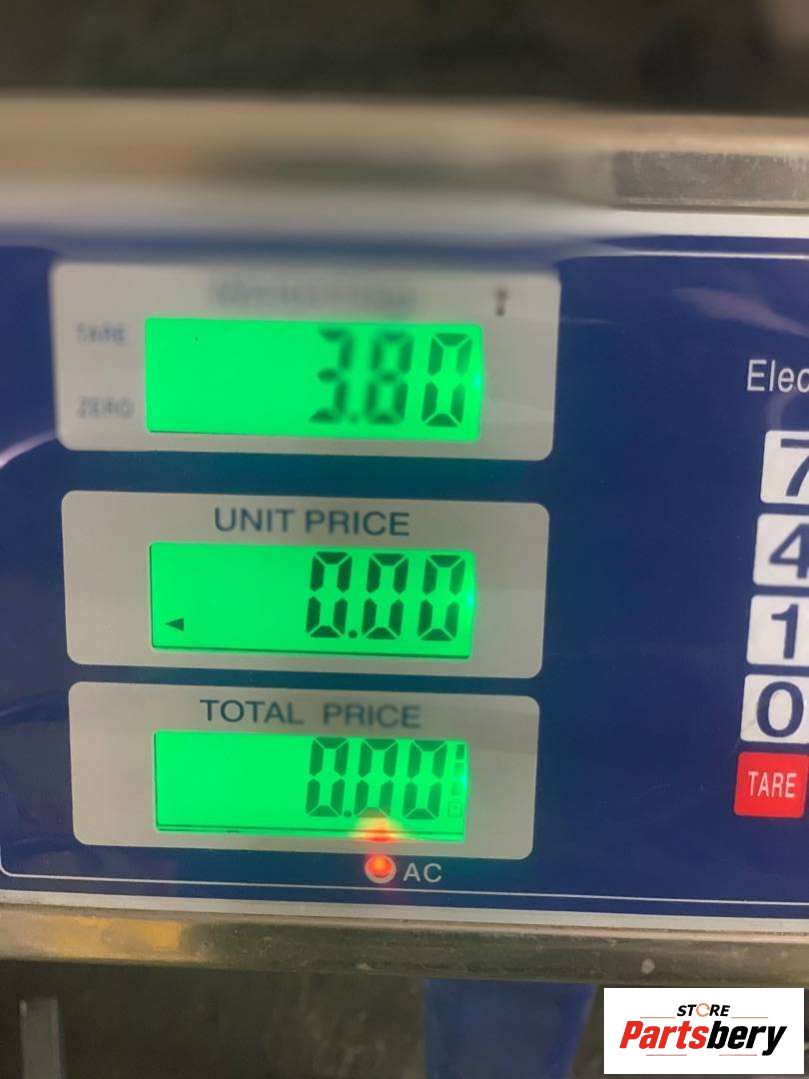 TARE
3.80
ZERO
UNIT PRICE
0.00
TOTAL PRICE
0.00
AC
Elec
7
4
1
0
TARE
STORE
Partsbery